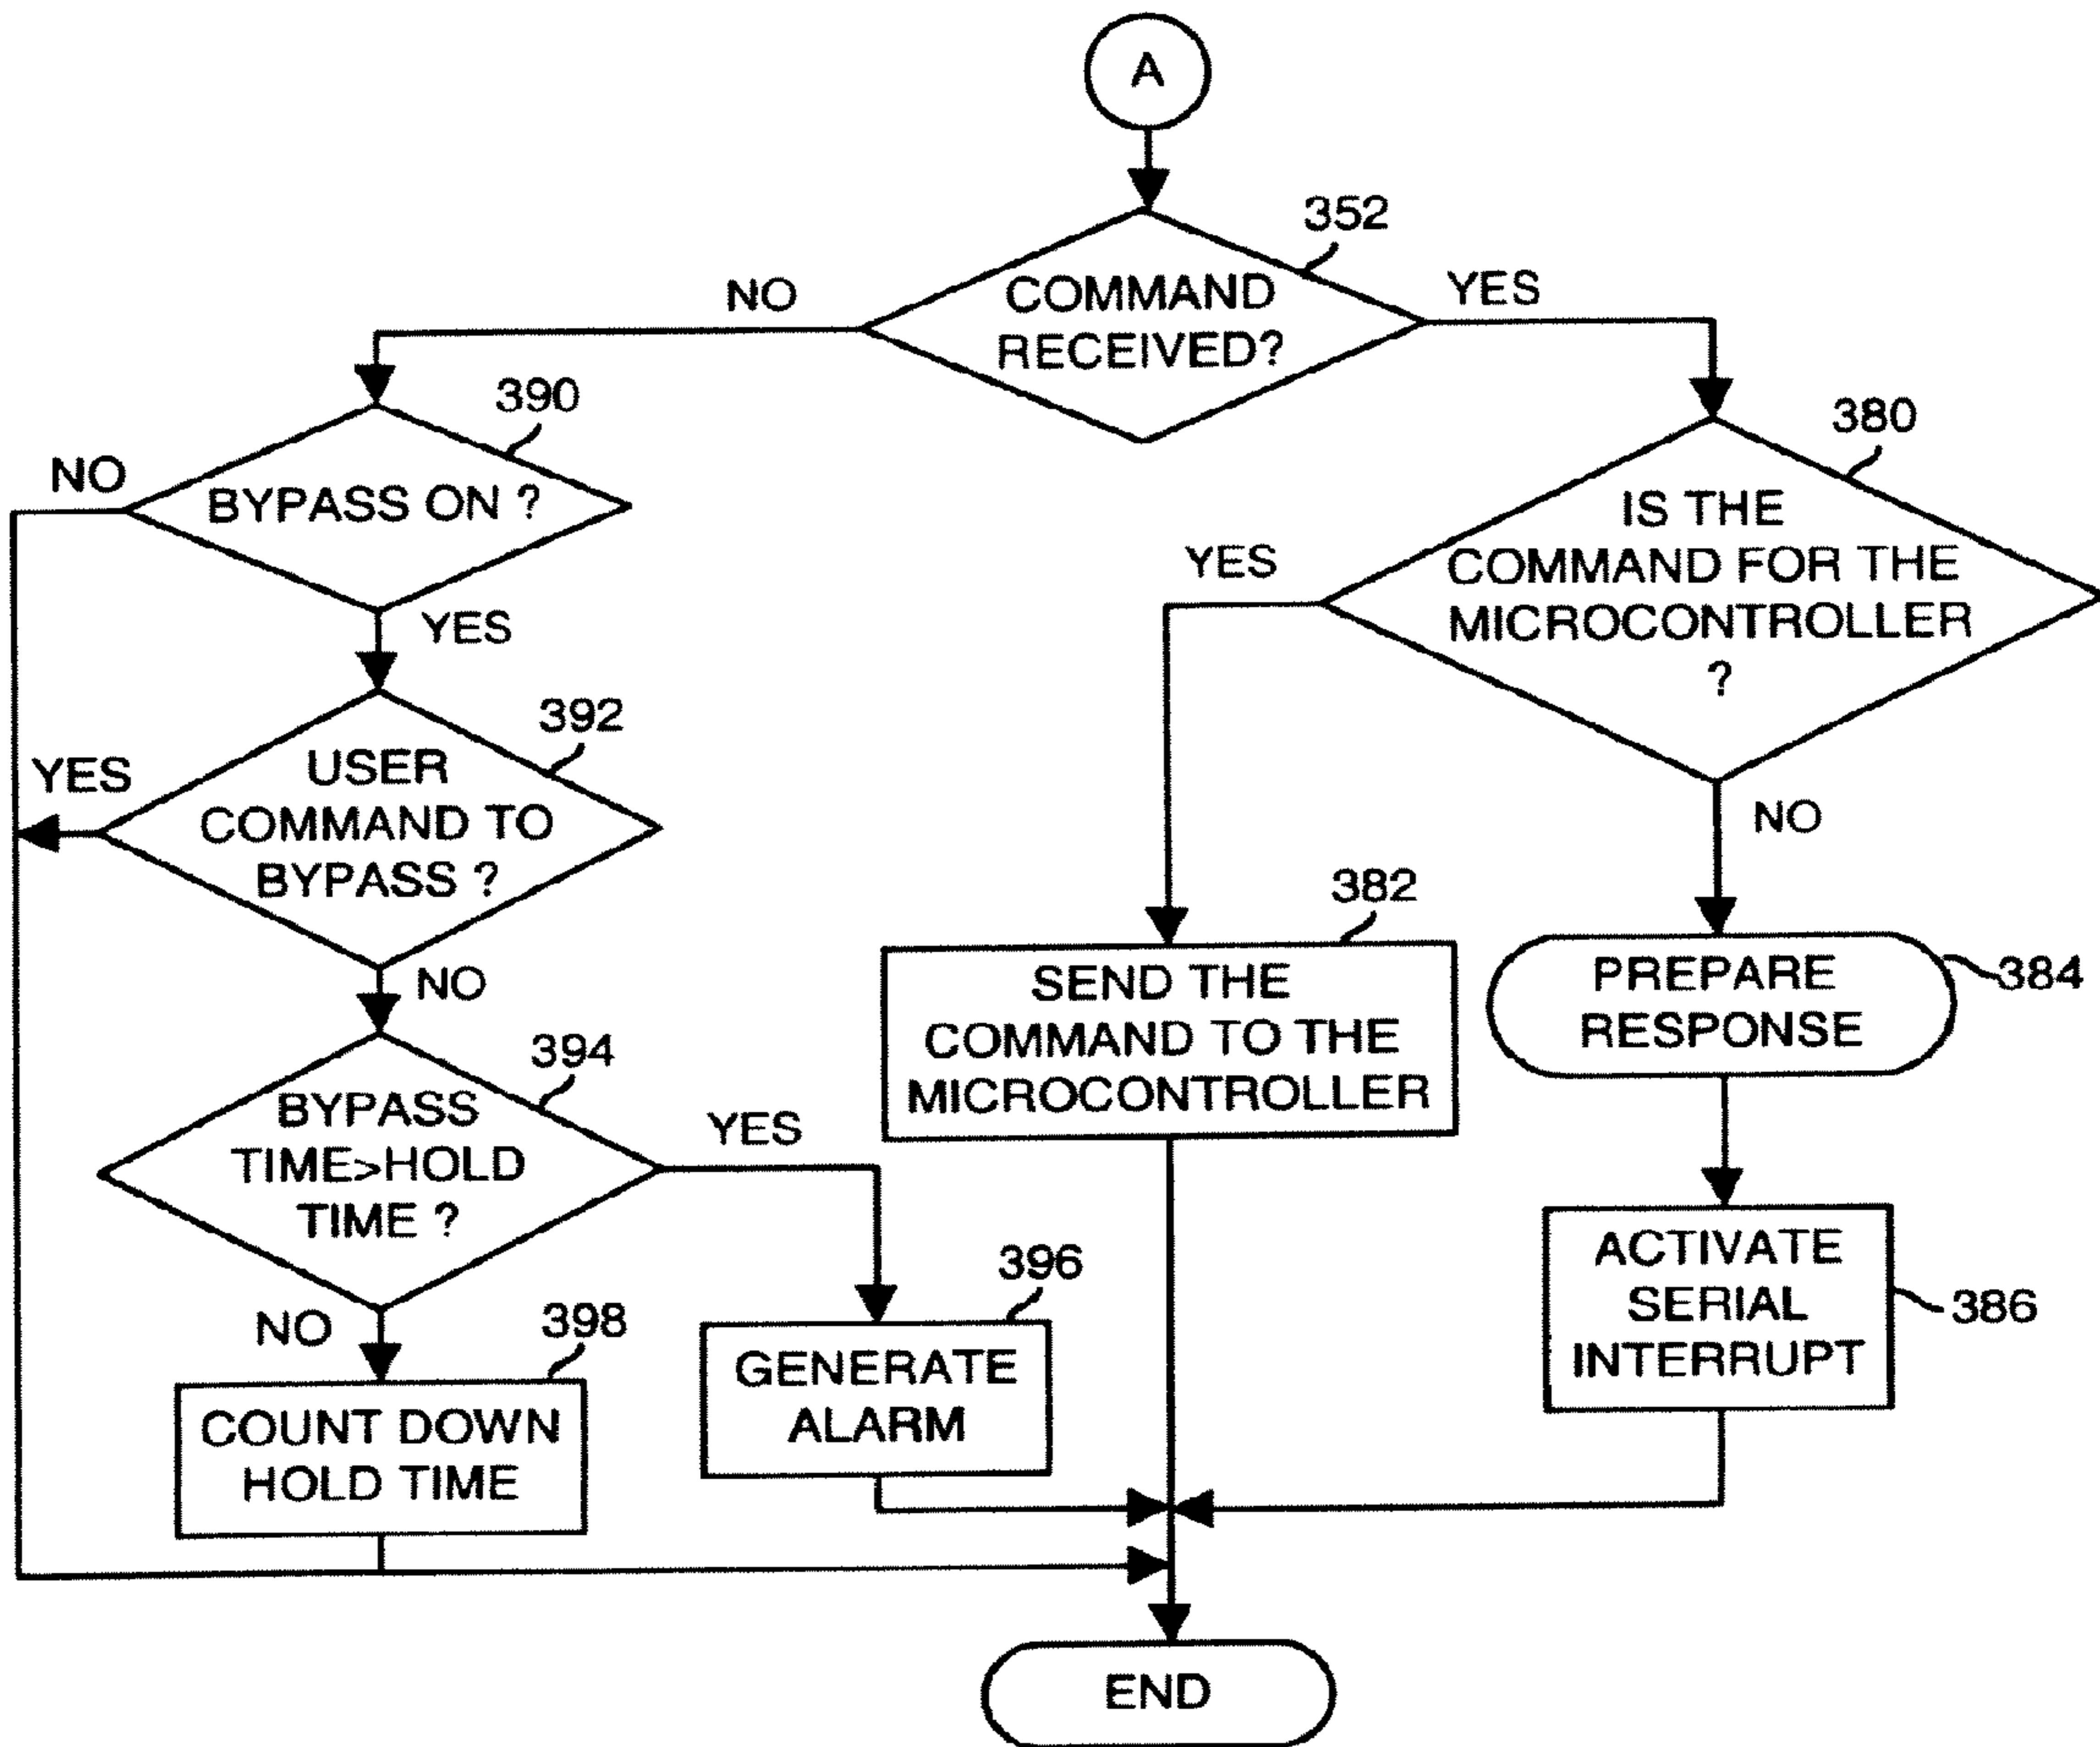 A
352
COMMAND
RECEIVED?
NO
YES
390
BYPASS ON ?
NO
YES
380
IS THE
COMMAND FOR THE
MICROCONTROLLER
?
YES
NO
392
USER
COMMAND TO
BYPASS ?
YES
NO
382
SEND THE
COMMAND TO THE
MICROCONTROLLER
384
PREPARE
RESPONSE
394
BYPASS
TIME>HOLD
TIME ?
YES
NO
386
ACTIVATE
SERIAL
INTERRUPT
396
GENERATE
ALARM
398
COUNT DOWN
HOLD TIME
END